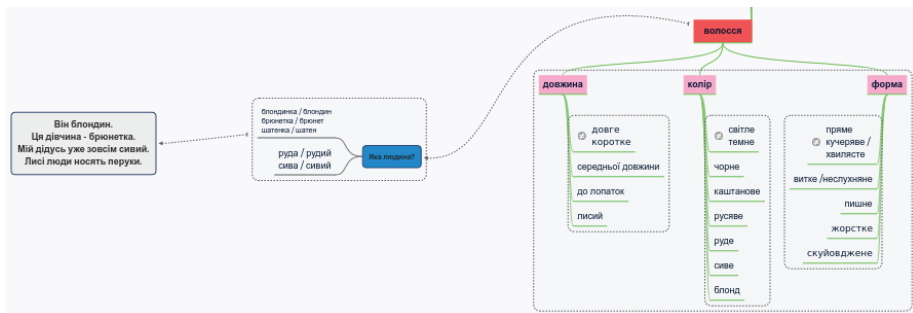 волосся
довжина
колір
форма
довге
коротке
середньої довжини
до лопаток
лисий
світле
темне
чорне
каштанове
русяве
руде
сиве
блонд
пряме
кучеряве /
хвилясте
витке /неслухняне
пишне
жорстке
скуйовджене
Яка людина?
блондинка / блондин
брюнетка / брюнет
шатенка / шатен
руда / рудий
сива / сивий
Він блондин.
Ця дівчина - брюнетка.
Мій дідусь уже зовсім сивий.
Лисі люди носять перуки.